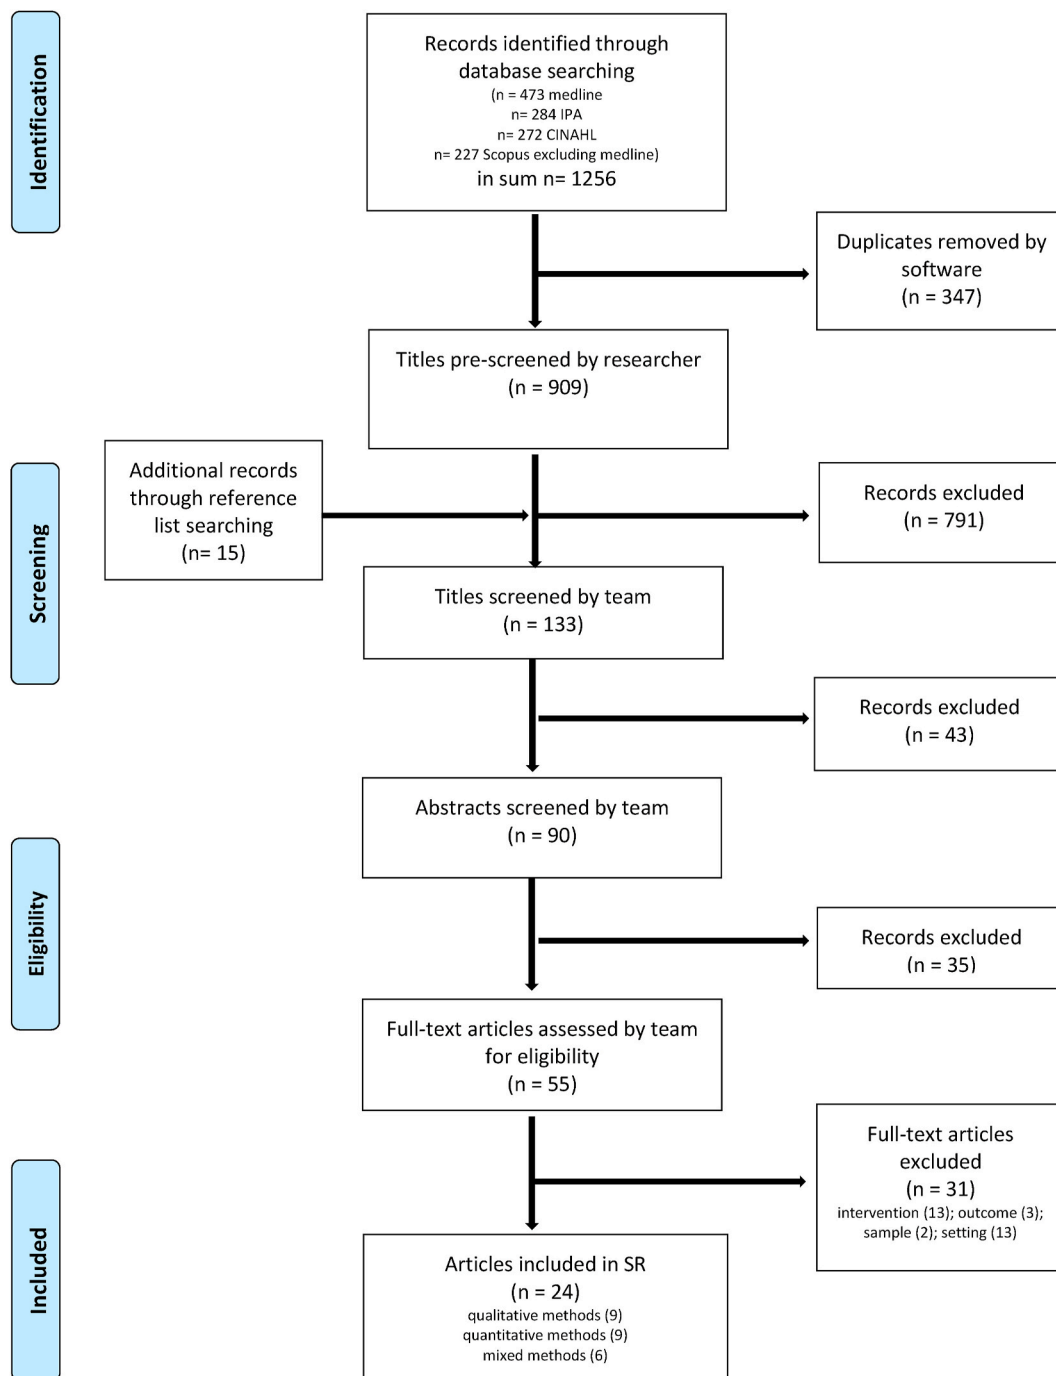 Identification
Records identified through
database searching
(n = 473 medline
n= 284 IPA
n= 272 CINAHL
n= 227 Scopus excluding medline)
in sum n= 1256
Duplicates removed by
software
(n = 347)
Titles pre-screened by researcher
(n = 909)
Screening
Additional records
through reference
list searching
(n= 15)
Records excluded
(n = 791)
Titles screened by team
(n = 133)
Records excluded
(n = 43)
Abstracts screened by team
(n = 90)
Eligibility
Records excluded
(n = 35)
Full-text articles assessed by team
for eligibility
(n = 55)
Full-text articles
excluded
(n = 31)
intervention (13); outcome (3);
sample (2); setting (13)
Included
Articles included in SR
(n = 24)
qualitative methods (9)
quantitative methods (9)
mixed methods (6)